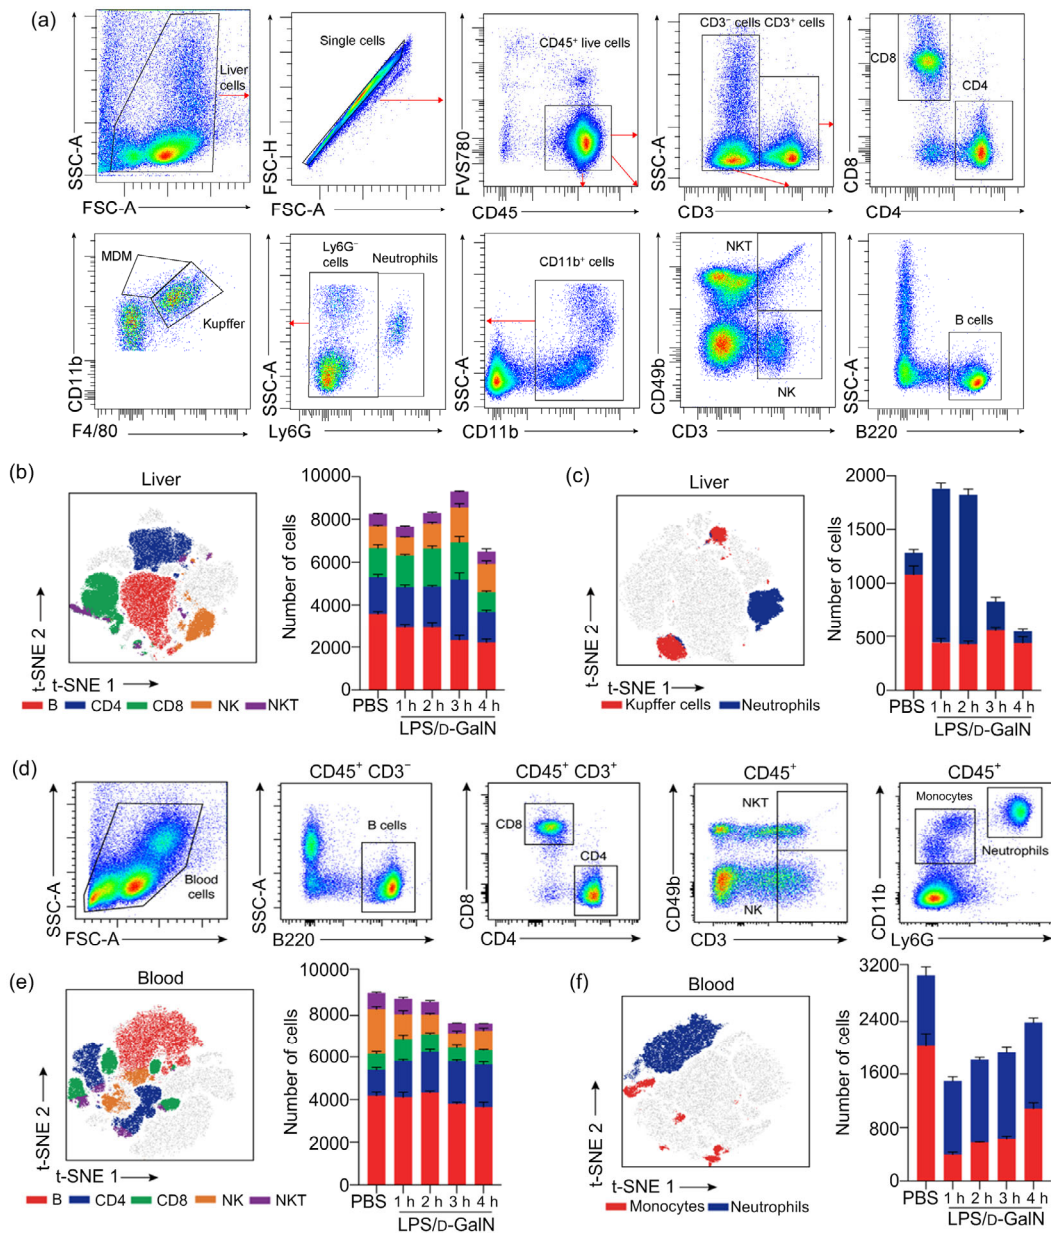 (a)
Liver
cells
SSC-A
FSC-A
Single cells
FSC-H
FSC-A
CD45⁺ live cells
FVS780
CD45
CD3⁻ cells CD3⁺ cells
SSC-A
CD3
CD8
CD4
CD8
CD4
MDM
Kupffer
CD11b
F4/80
Ly6G⁻
cells
Neutrophils
SSC-A
Ly6G
CD11b⁺ cells
SSC-A
CD11b
NKT
NK
CD49b
CD3
B cells
SSC-A
B220
(b)
Liver
t-SNE 2
t-SNE 1
B CD4 CD8 NK NKT
Number of cells
10000
8000
6000
4000
2000
0
PBS 1 h 2 h 3 h 4 h
LPS/D-GalN
(c)
Liver
t-SNE 2
t-SNE 1
Kupffer cells Neutrophils
Number of cells
2000
1500
1000
500
0
PBS 1 h 2 h 3 h 4 h
LPS/D-GalN
(d)
Blood
cells
SSC-A
FSC-A
CD45⁺ CD3⁻
B cells
SSC-A
B220
CD45⁺ CD3⁺
CD8
CD4
CD8
CD4
CD45⁺
NKT
NK
CD49b
CD3
CD45⁺
Monocytes
Neutrophils
CD11b
Ly6G
(e)
Blood
t-SNE 2
t-SNE 1
B CD4 CD8 NK NKT
Number of cells
10000
8000
6000
4000
2000
0
PBS 1 h 2 h 3 h 4 h
LPS/D-GalN
(f)
Blood
t-SNE 2
t-SNE 1
Monocytes Neutrophils
Number of cells
3200
2400
1600
800
0
PBS 1 h 2 h 3 h 4 h
LPS/D-GalN